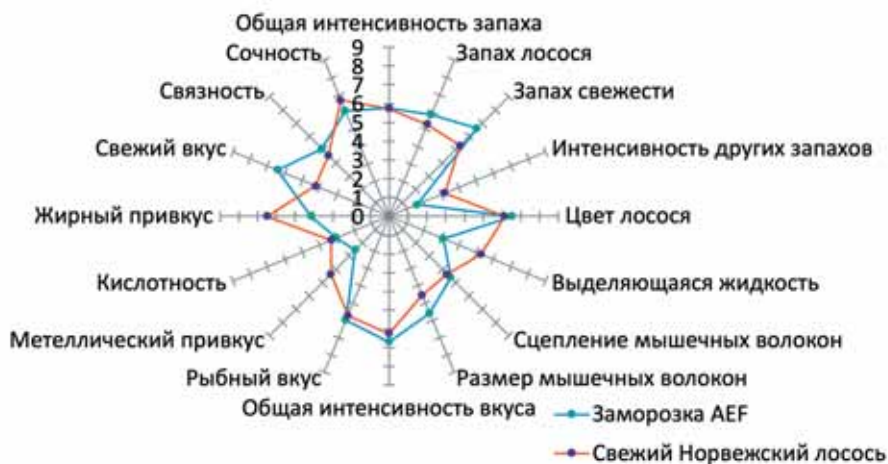 Общая интенсивность запаха
Сочность
Запах лосося
Связность
Запах свежести
Свежий вкус
Интенсивность других запахов
Жирный привкус
Цвет лосося
Кислотность
Выделяющаяся жидкость
Метеллический привкус
Сцепление мышечных волокон
Рыбный вкус
Размер мышечных волокон
Общая интенсивность вкуса
9
8
7
6
5
4
3
2
1
0
Заморозка AEF
Свежий Норвежский лосось